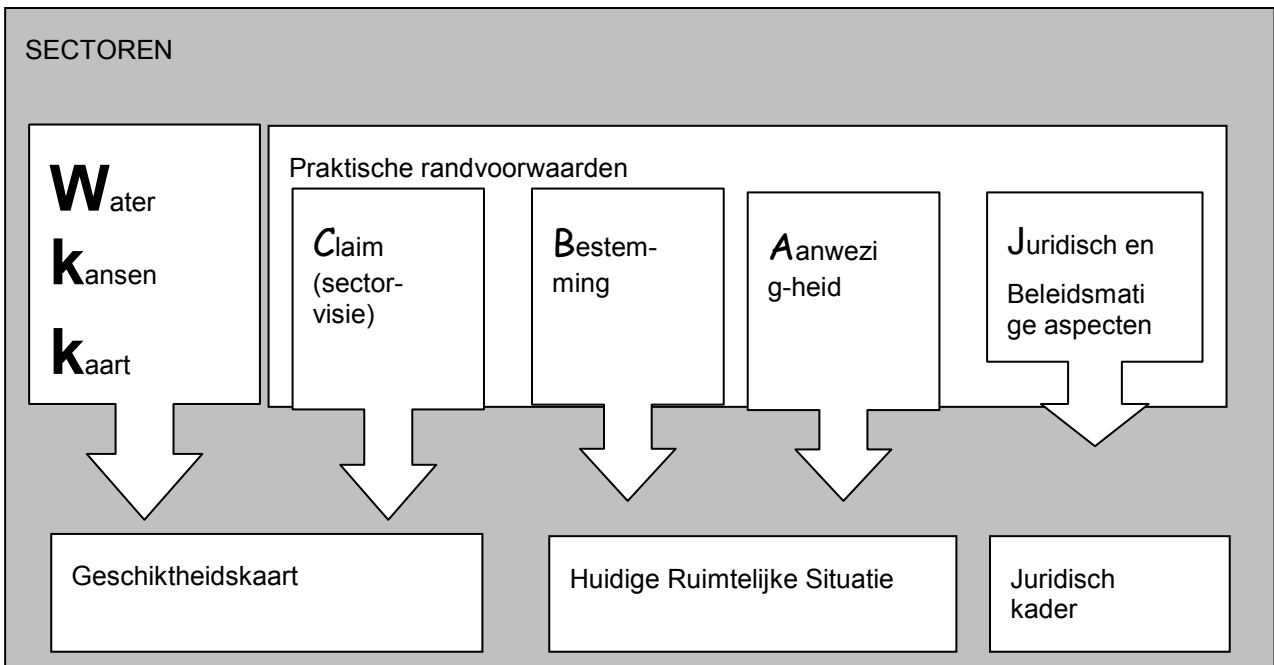 SECTOREN
Water
kansen
kaart
Praktische randvoorwaarden
Claim
(sector-
visie)
Bestem-
ming
Aanwezi
g-heid
Juridisch en
Beleidsmati
ge aspecten
Geschiktheidskaart
Huidige Ruimtelijke Situatie
Juridisch
kader